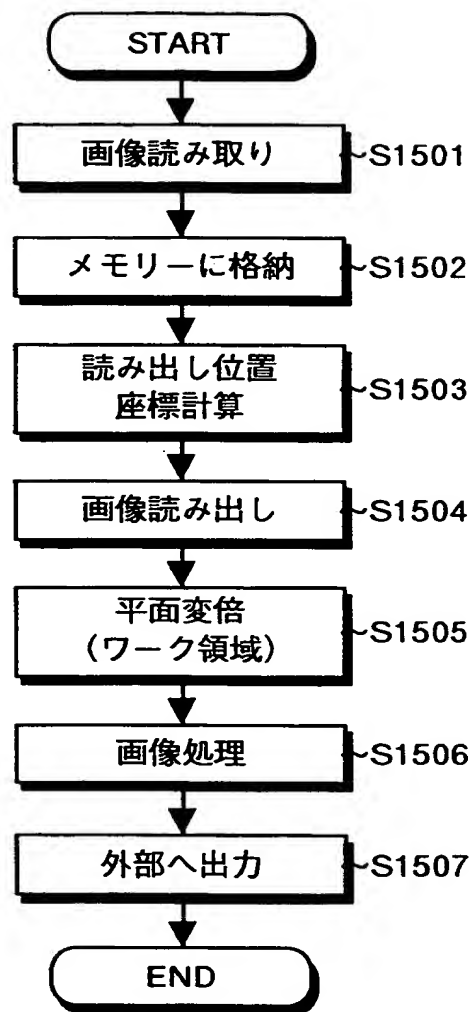 START
画像読み取り ~S1501
メモリーに格納 ~S1502
読み出し位置
座標計算 ~S1503
画像読み出し ~S1504
平面変倍
(ワーク領域) ~S1505
画像処理 ~S1506
外部へ出力 ~S1507
END